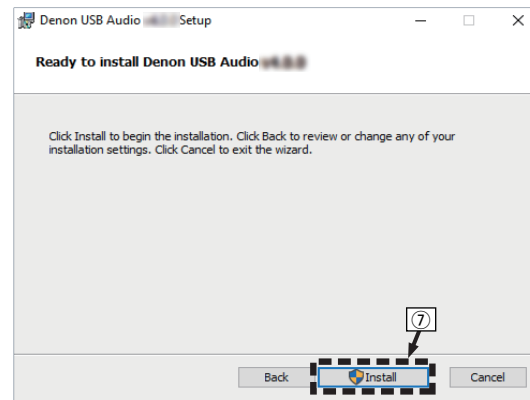 Denon USB Audio Setup
Ready to install Denon USB Audio
Click Install to begin the installation. Click Back to review or change any of your
installation settings. Click Cancel to exit the wizard.
⑦
Back Install Cancel